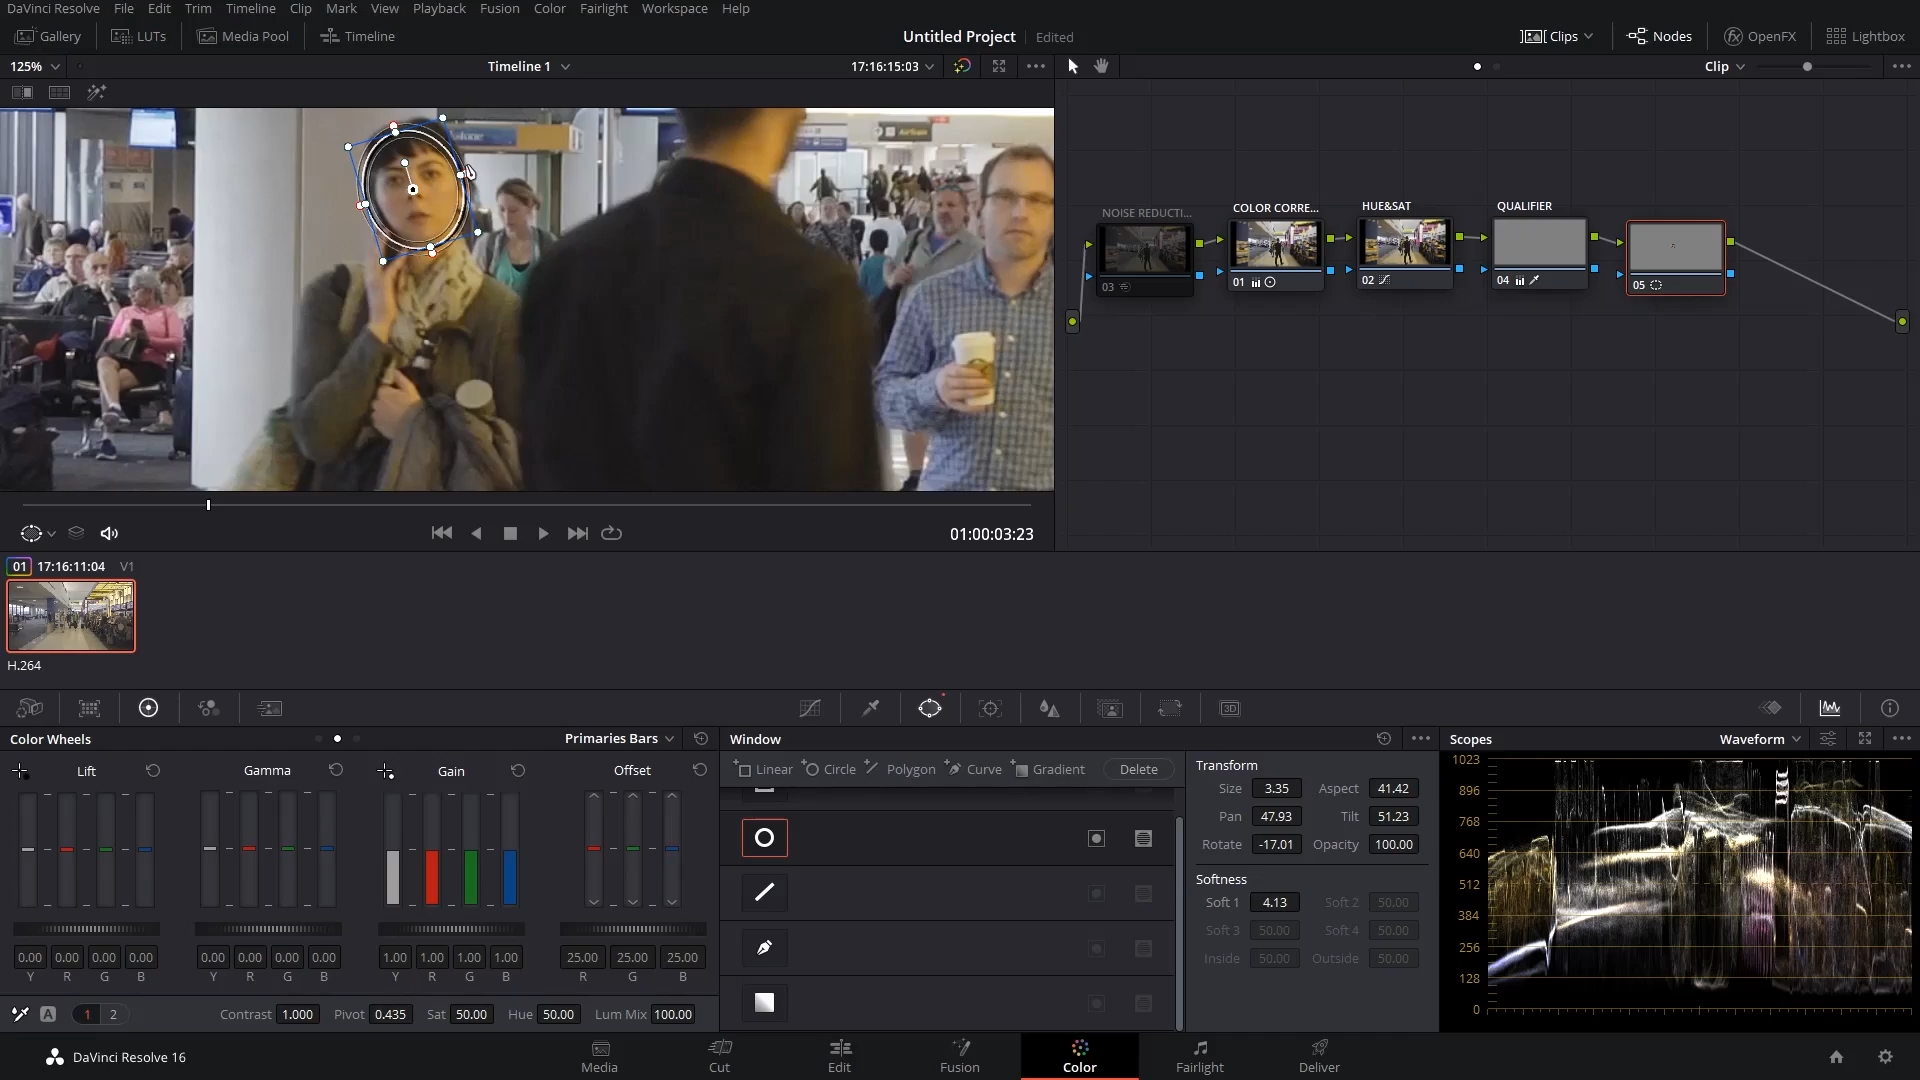 DaVinci Resolve File Edit Trim Timeline Clip Mark View Playback Fusion Color Fairlight Workspace Help
Gallery LUTs Media Pool Timeline Untitled Project Edited Clips Nodes OpenFX Lightbox
125% Timeline 1 17:16:15:03 Clip
AirTrain
NOISE REDUCTI... COLOR CORRE... HUE&SAT QUALIFIER
03 01 02 04 05
01:00:03:23
01 17:16:11:04 V1
H.264
3D
Color Wheels Primaries Bars Window Scopes Waveform
Lift Gamma Gain Offset
Linear Circle Polygon Curve Gradient Delete
Transform
Size 3.35 Aspect 41.42
Pan 47.93 Tilt 51.23
Rotate -17.01 Opacity 100.00
Softness
Soft 1 4.13 Soft 2 50.00
Soft 3 50.00 Soft 4 50.00
Inside 50.00 Outside 50.00
1023
896
768
640
512
384
256
128
0
0.00 0.00 0.00 0.00 0.00 0.00 0.00 0.00 1.00 1.00 1.00 1.00 25.00 25.00 25.00
Y R G B Y R G B Y R G B R G B
A 1 2 Contrast 1.000 Pivot 0.435 Sat 50.00 Hue 50.00 Lum Mix 100.00
DaVinci Resolve 16 Media Cut Edit Fusion Color Fairlight Deliver